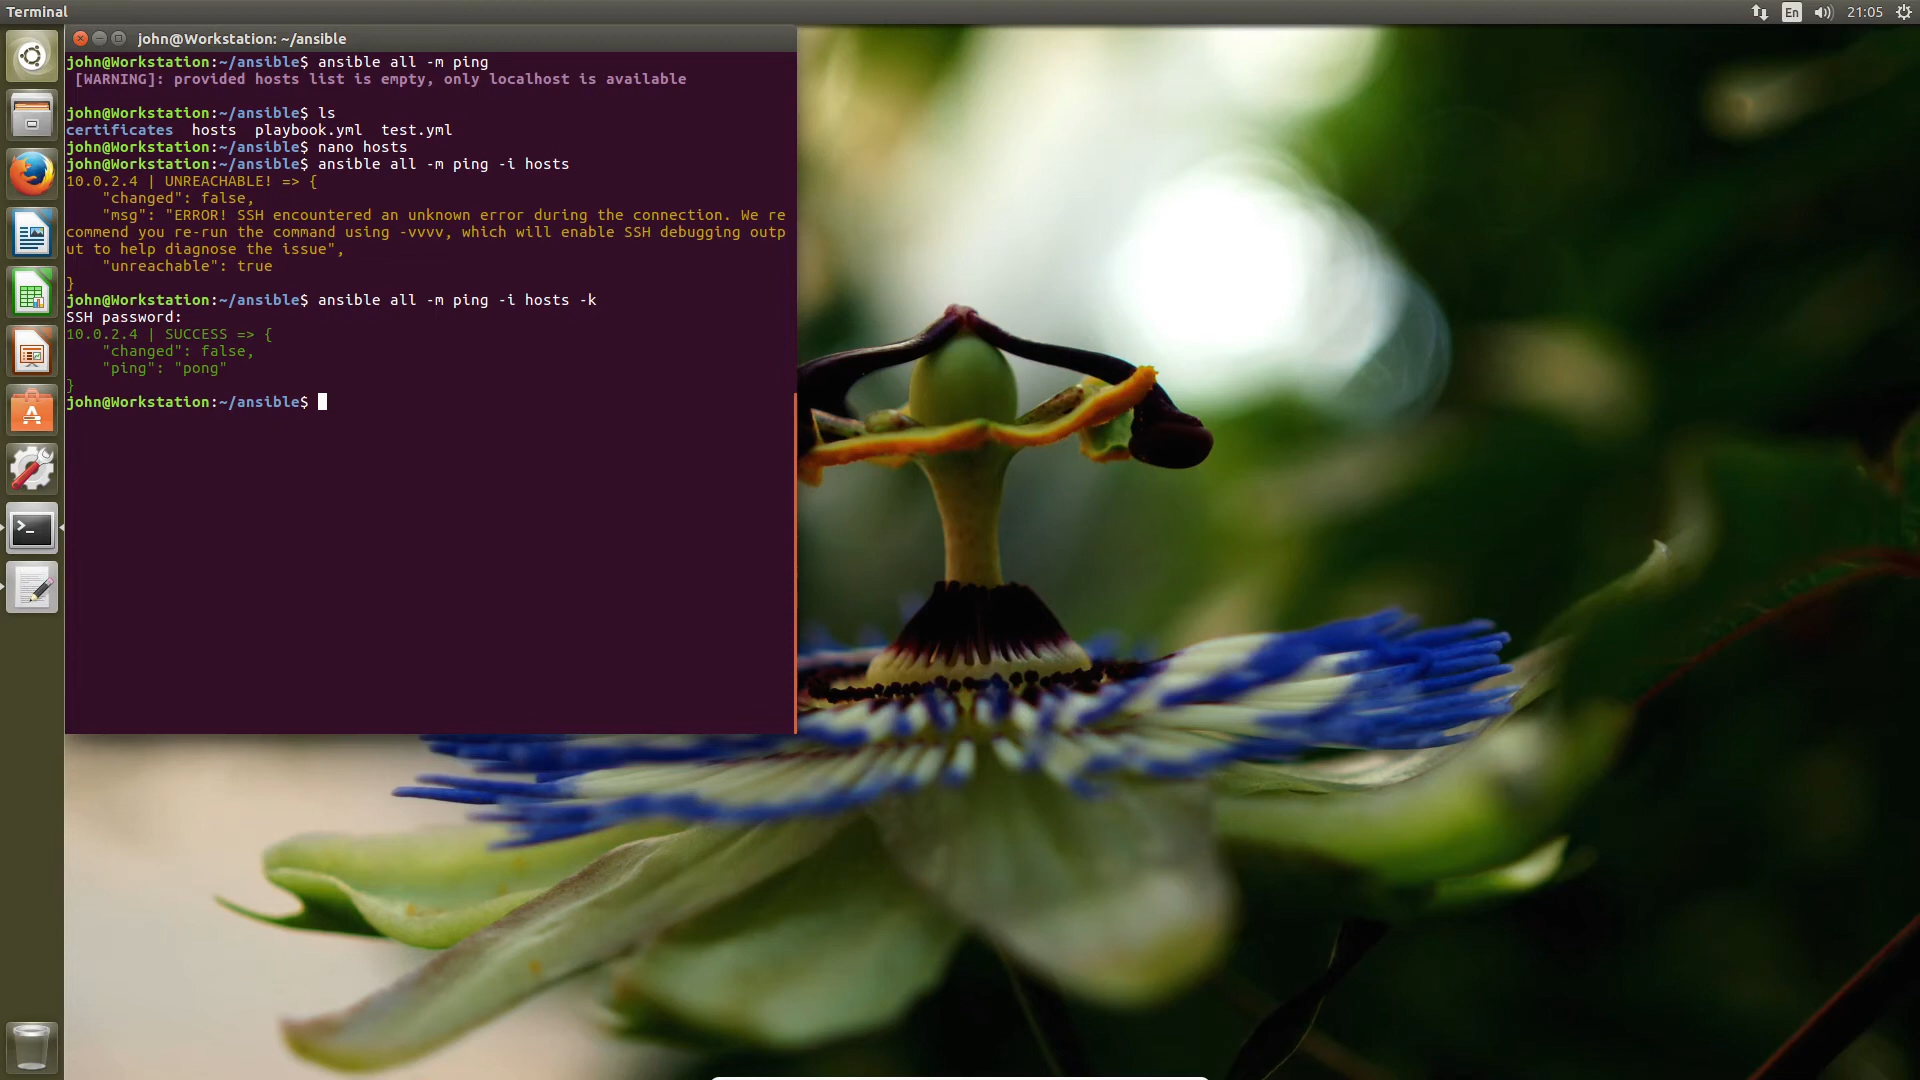 Terminal
En
21:05
john@Workstation: ~/ansible
john@Workstation:~/ansible$ ansible all -m ping
[WARNING]: provided hosts list is empty, only localhost is available
john@Workstation:~/ansible$ ls
certificates  hosts  playbook.yml  test.yml
john@Workstation:~/ansible$ nano hosts
john@Workstation:~/ansible$ ansible all -m ping -i hosts
10.0.2.4 | UNREACHABLE! => {
    "changed": false,
    "msg": "ERROR! SSH encountered an unknown error during the connection. We re
commend you re-run the command using -vvvv, which will enable SSH debugging outp
ut to help diagnose the issue",
    "unreachable": true
}
john@Workstation:~/ansible$ ansible all -m ping -i hosts -k
SSH password:
10.0.2.4 | SUCCESS => {
    "changed": false,
    "ping": "pong"
}
john@Workstation:~/ansible$